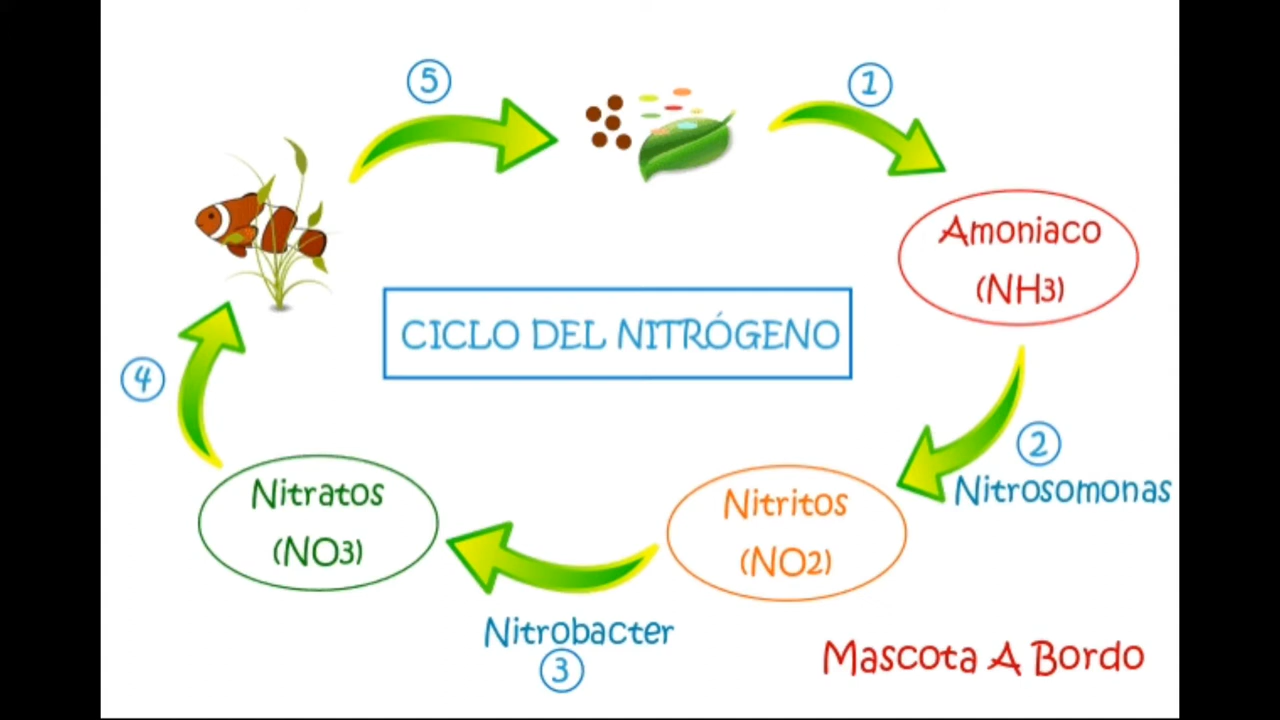 5
1
Amoniaco
(NH3)
CICLO DEL NITRÓGENO
4
2
Nitrosomonas
Nitratos
(NO3)
Nitritos
(NO2)
Nitrobacter
3
Mascota A Bordo